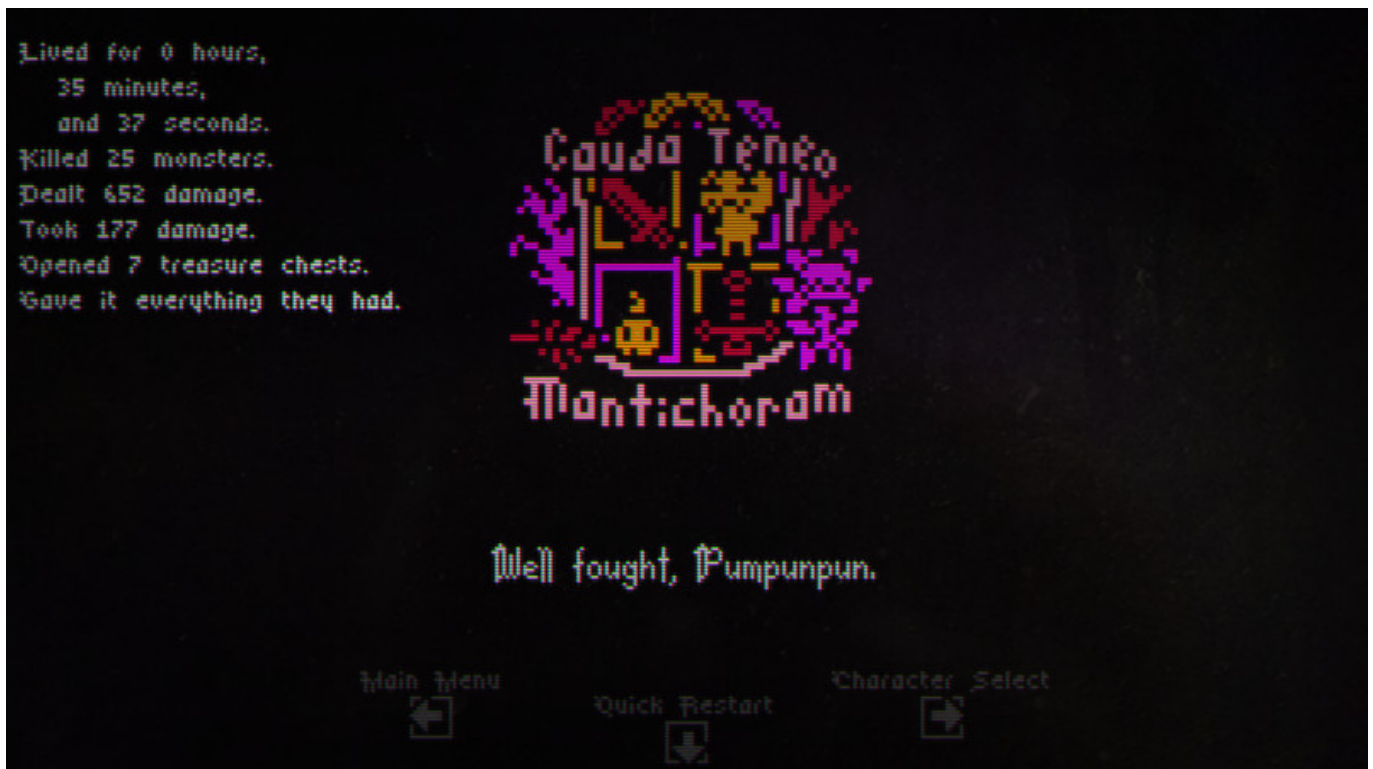 Lived for 0 hours,
35 minutes,
and 37 seconds.
Killed 25 monsters.
Dealt 652 damage.
Took 177 damage.
Opened 7 treasure chests.
Gave it everything they had.
Cauda Teneo
Mantichoram
Well fought, Pumpunpun.
Main Menu
Quick Restart
Character Select